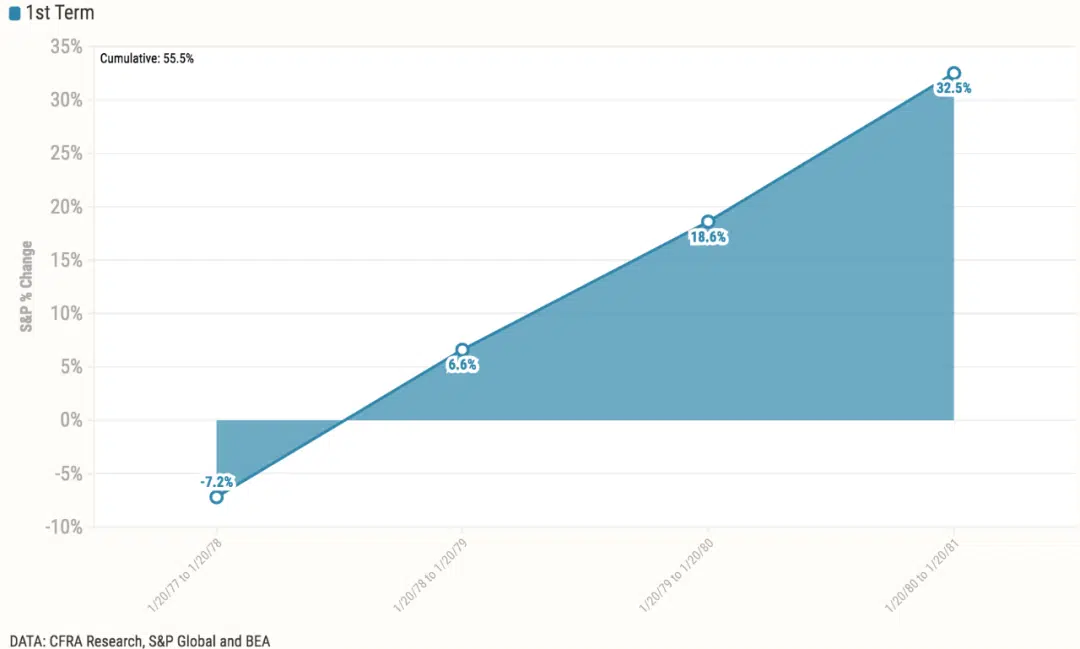 1st Term
35%
Cumulative: 55.5%
32.5%
30%
25%
20%
18.6%
15%
S&P % Change
10%
6.6%
5%
0%
-5%
-7.2%
-10%
1/20/77 to 1/20/78
1/20/78 to 1/20/79
1/20/79 to 1/20/80
1/20/80 to 1/20/81
DATA: CFRA Research, S&P Global and BEA